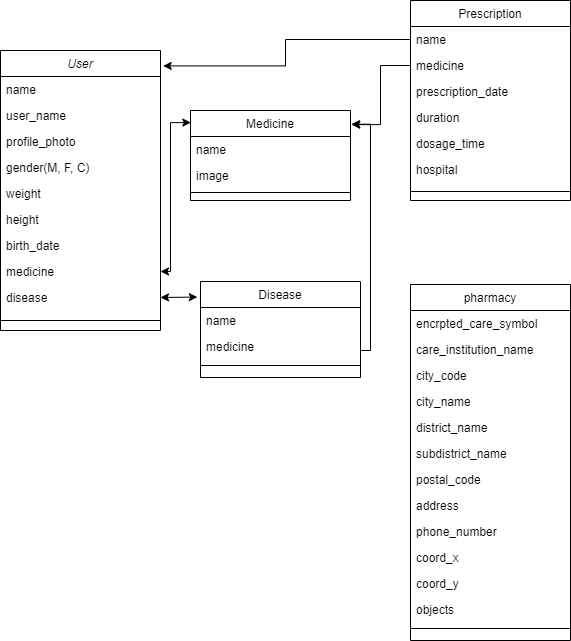 User
name
user_name
profile_photo
gender(M, F, C)
weight
height
birth_date
medicine
disease
Medicine
name
image
Disease
name
medicine
Prescription
name
medicine
prescription_date
duration
dosage_time
hospital
pharmacy
encrpted_care_symbol
care_institution_name
city_code
city_name
district_name
subdistrict_name
postal_code
address
phone_number
coord_x
coord_y
objects